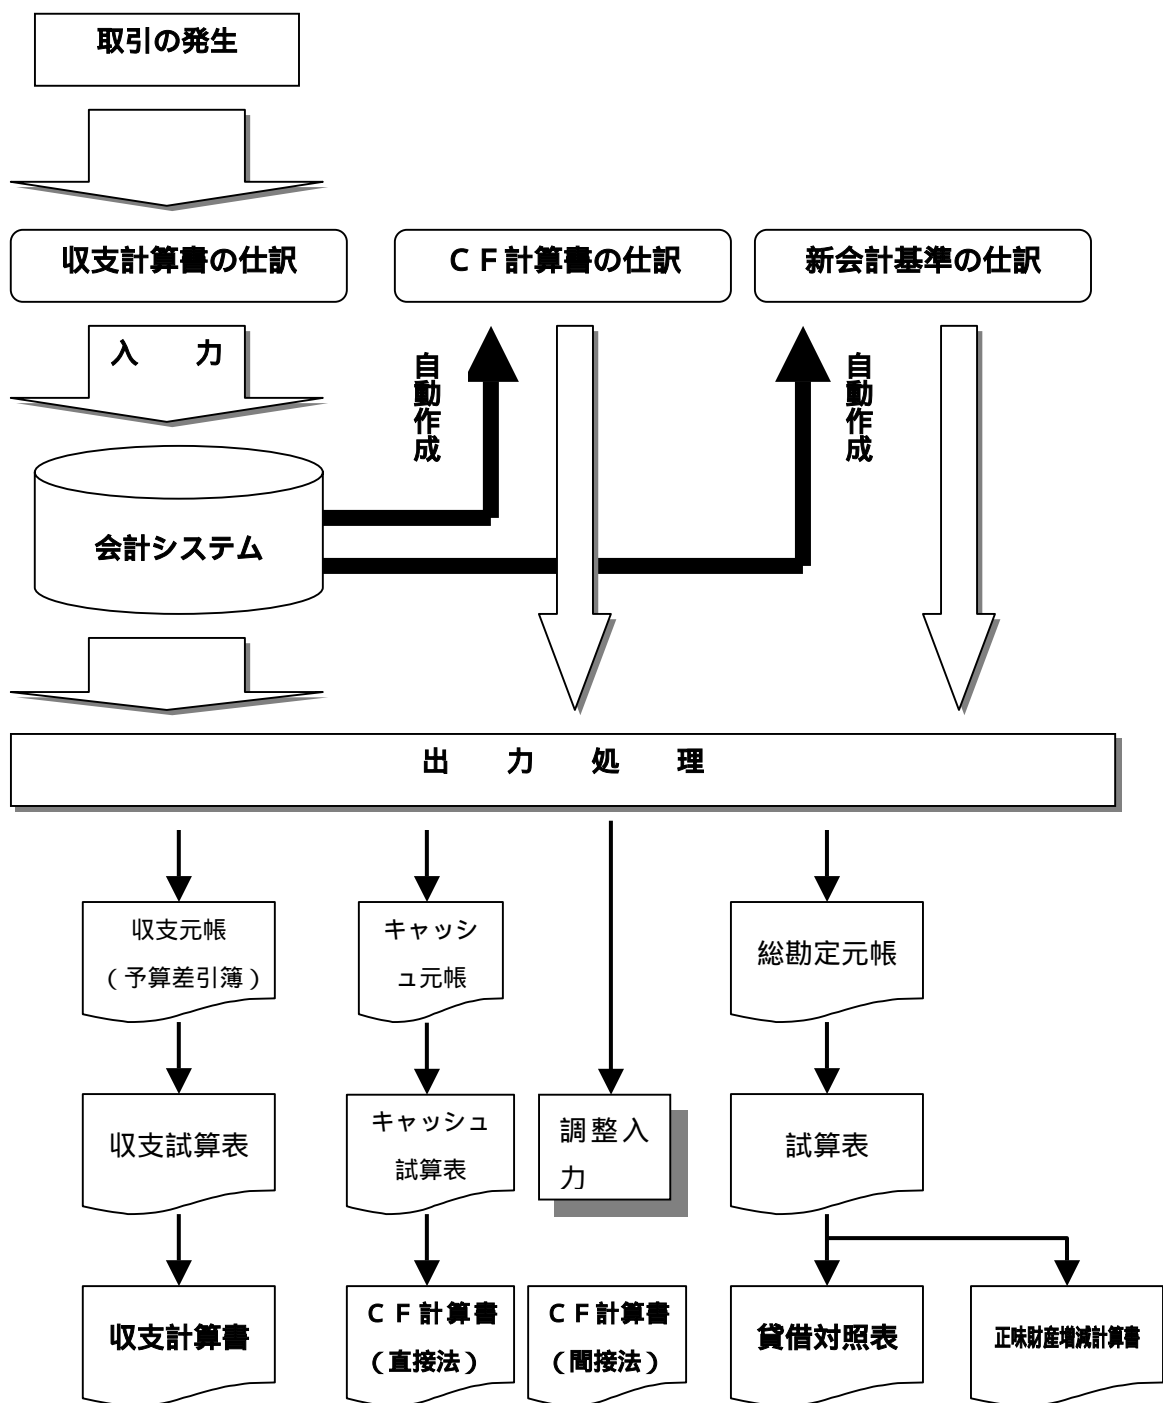 取引の発生
収支計算書の仕訳
ＣＦ計算書の仕訳
新会計基準の仕訳
入　　力
自動作成
自動作成
会計システム
出　力　処　理
収支元帳
（予算差引簿）
キャッシ
ュ元帳
総勘定元帳
収支試算表
キャッシュ
試算表
調整入
力
試算表
収支計算書
ＣＦ計算書
（直接法）
ＣＦ計算書
（間接法）
貸借対照表
正味財産増減計算書